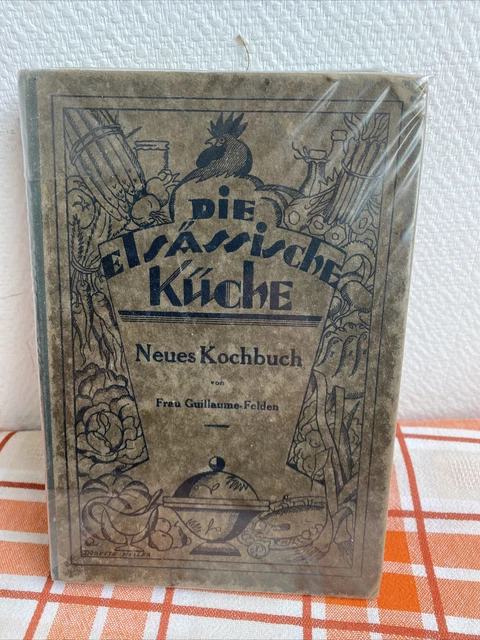 Die
elsässische
Küche
Neues Kochbuch
von
Frau Guillaume-Felden